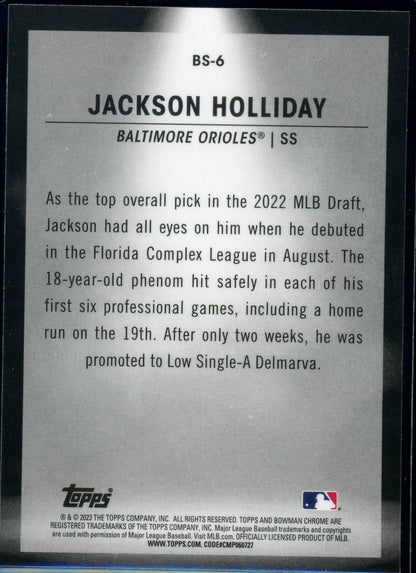 BS-6
JACKSON HOLLIDAY
BALTIMORE ORIOLES® | SS
As the top overall pick in the 2022 MLB Draft,
Jackson had all eyes on him when he debuted
in the Florida Complex League in August. The
18-year-old phenom hit safely in each of his
first six professional games, including a home
run on the 19th. After only two weeks, he was
promoted to Low Single-A Delmarva.
Topps
® & © 2023 THE TOPPS COMPANY, INC. ALL RIGHTS RESERVED. TOPPS AND BOWMAN CHROME ARE
REGISTERED TRADEMARKS OF THE TOPPS COMPANY, INC. Major League Baseball trademarks and copyrights
are used with permission of Major League Baseball. Visit MLB.com. OFFICIALLY LICENSED PRODUCT OF MLB.
WWW.TOPPS.COM. CODE#CMP060727